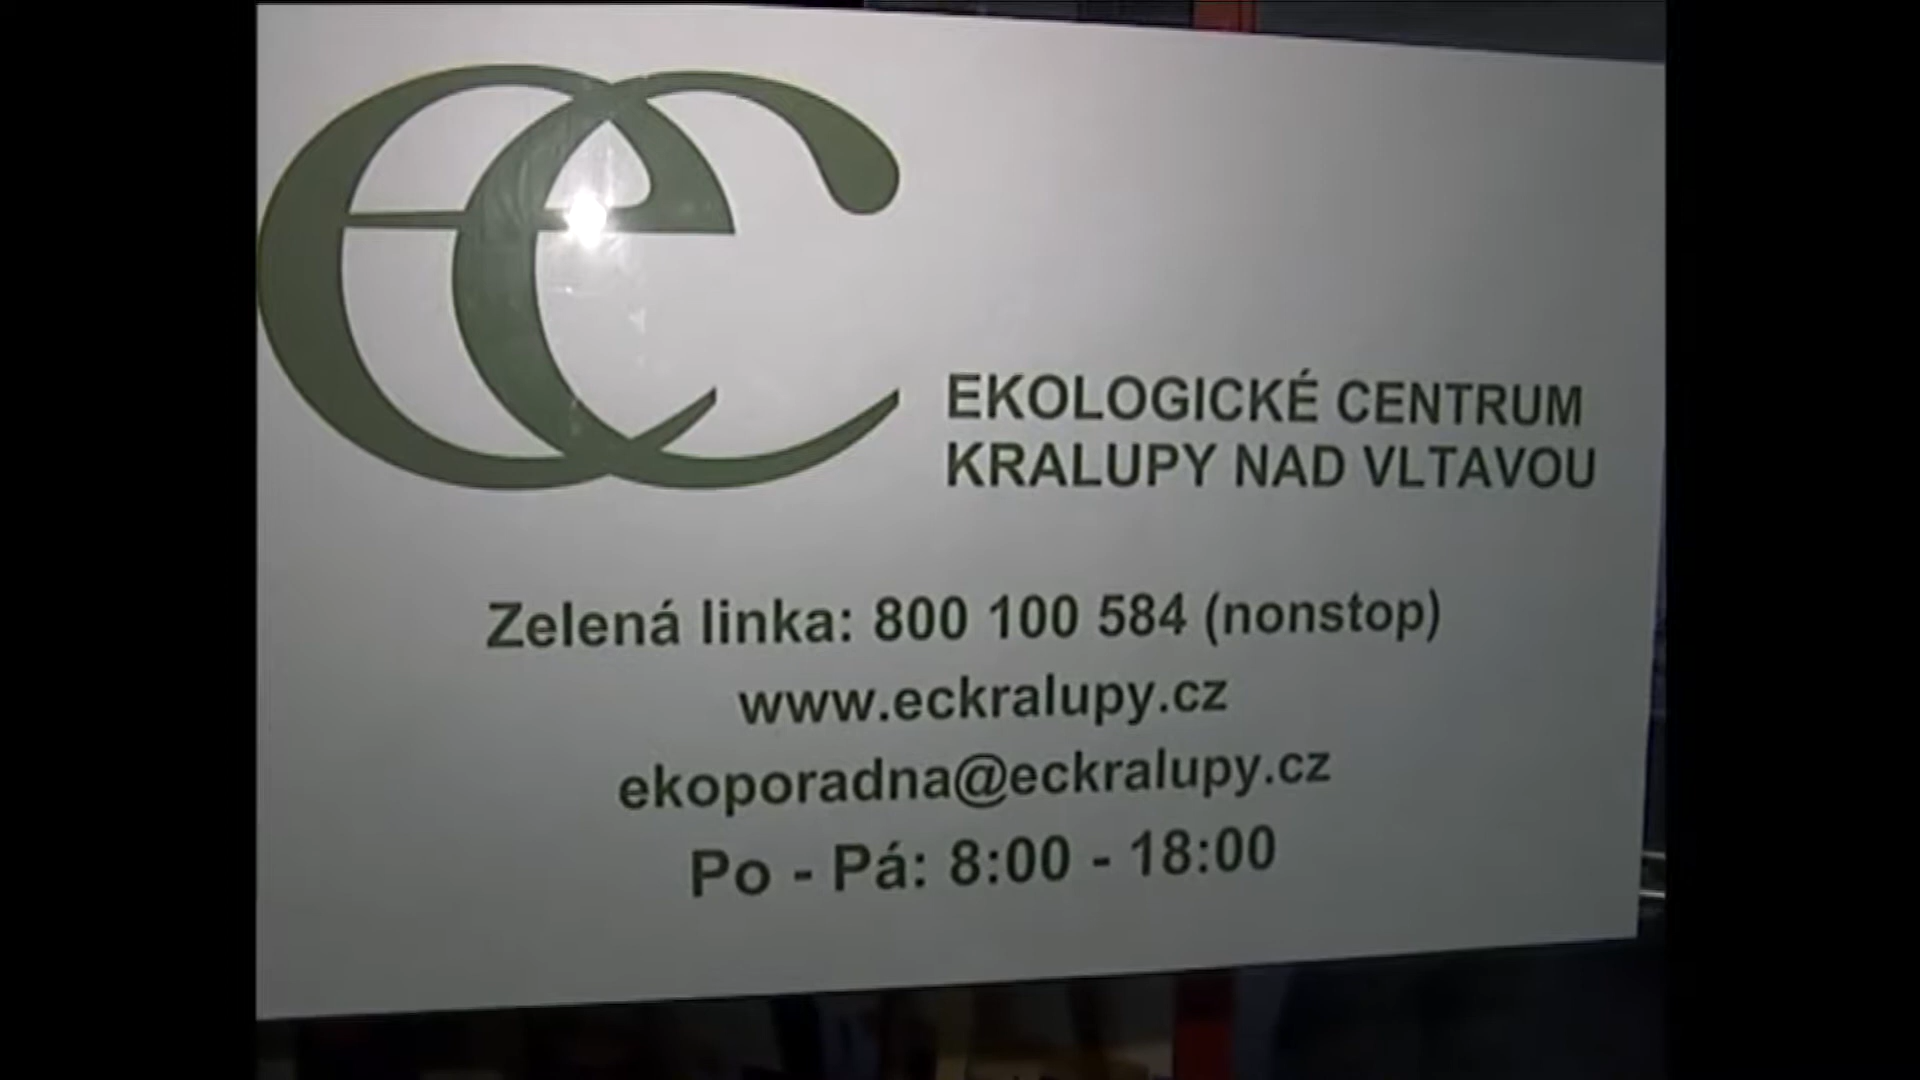 ec
EKOLOGICKÉ CENTRUM
KRALUPY NAD VLTAVOU
Zelená linka: 800 100 584 (nonstop)
www.eckralupy.cz
ekoporadna@eckralupy.cz
Po - Pá: 8:00 - 18:00